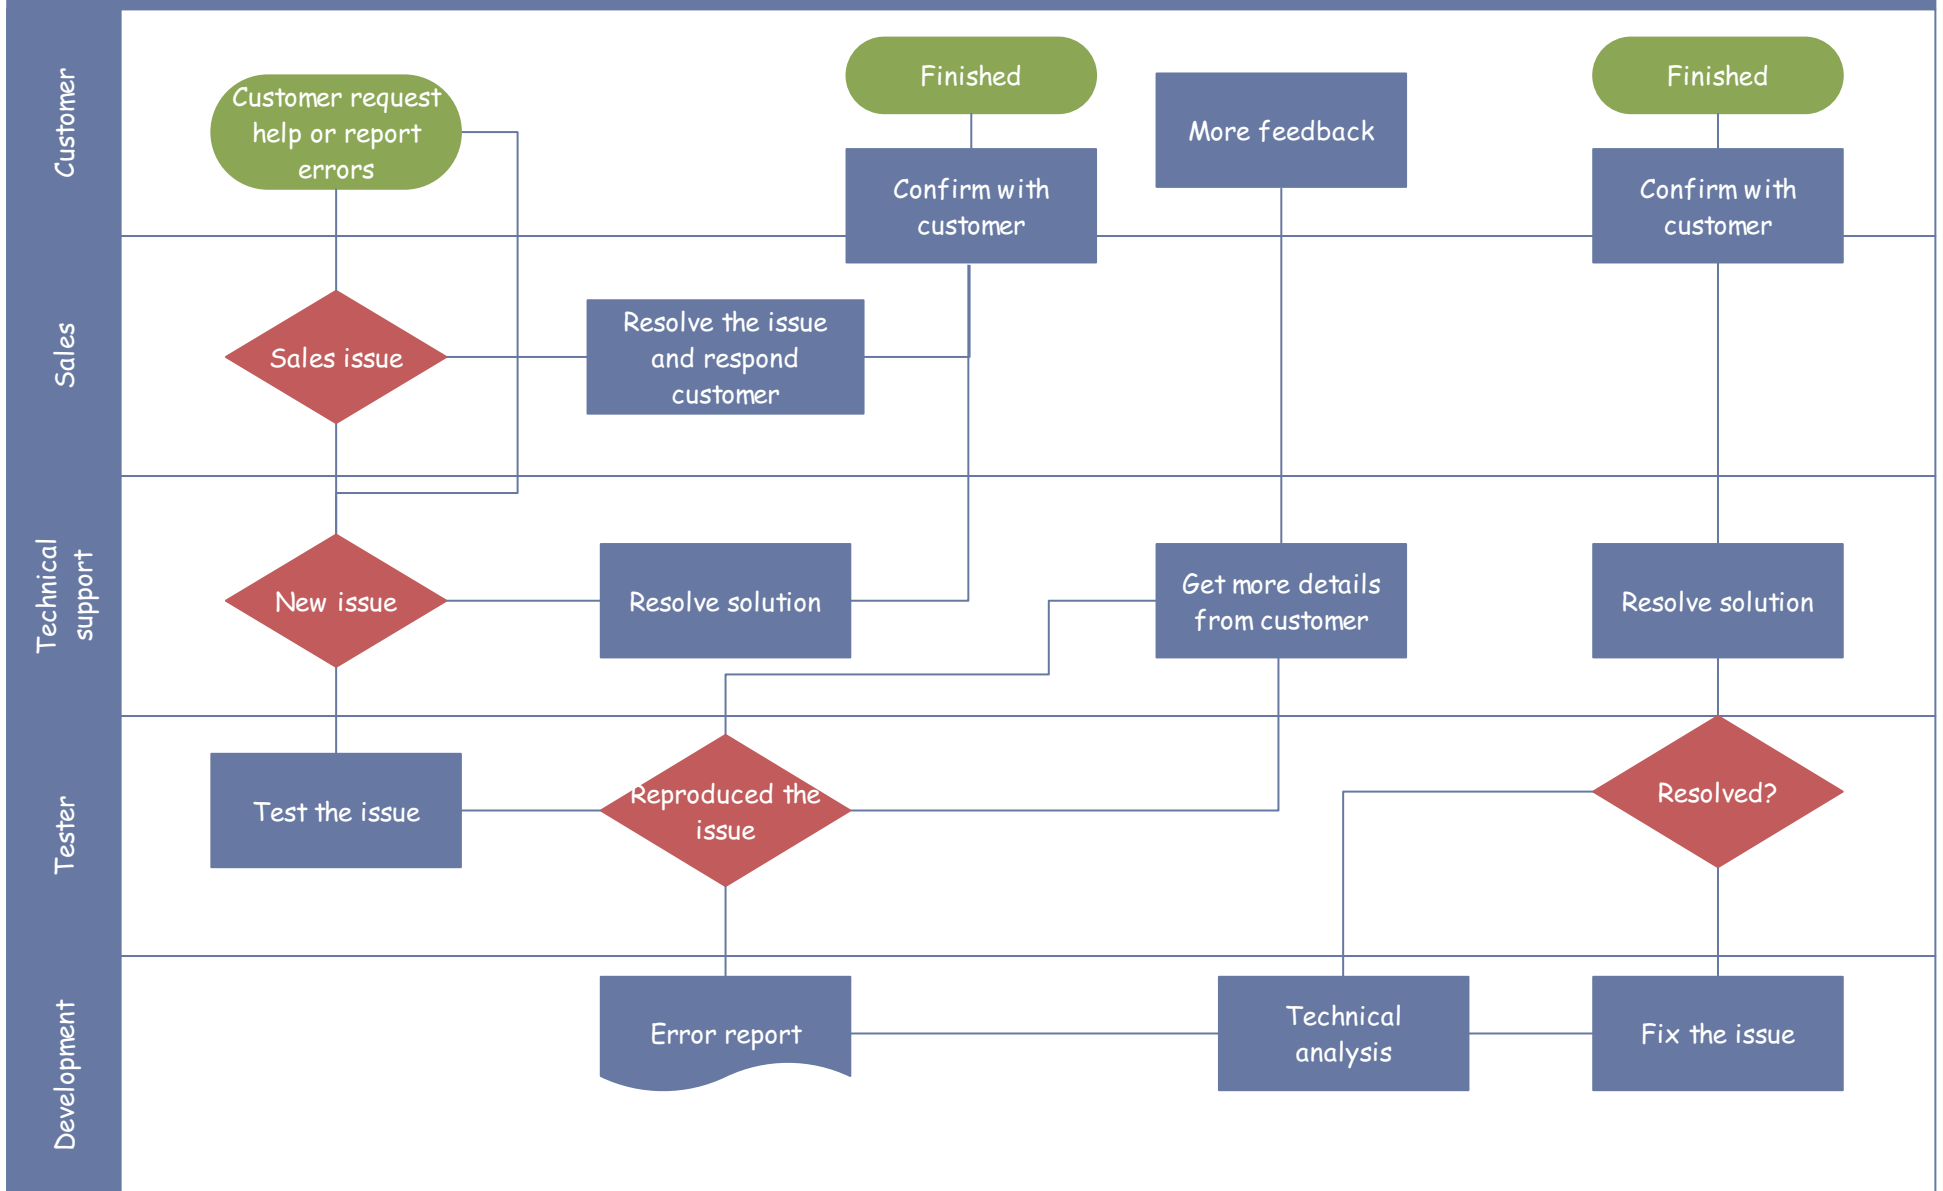 Customer
Customer request
help or report
errors
Finished
More feedback
Finished
Confirm with
customer
Confirm with
customer
Sales
Sales issue
Resolve the issue
and respond
customer
Technical
support
New issue
Resolve solution
Get more details
from customer
Resolve solution
Tester
Test the issue
Reproduced the
issue
Resolved?
Development
Error report
Technical
analysis
Fix the issue